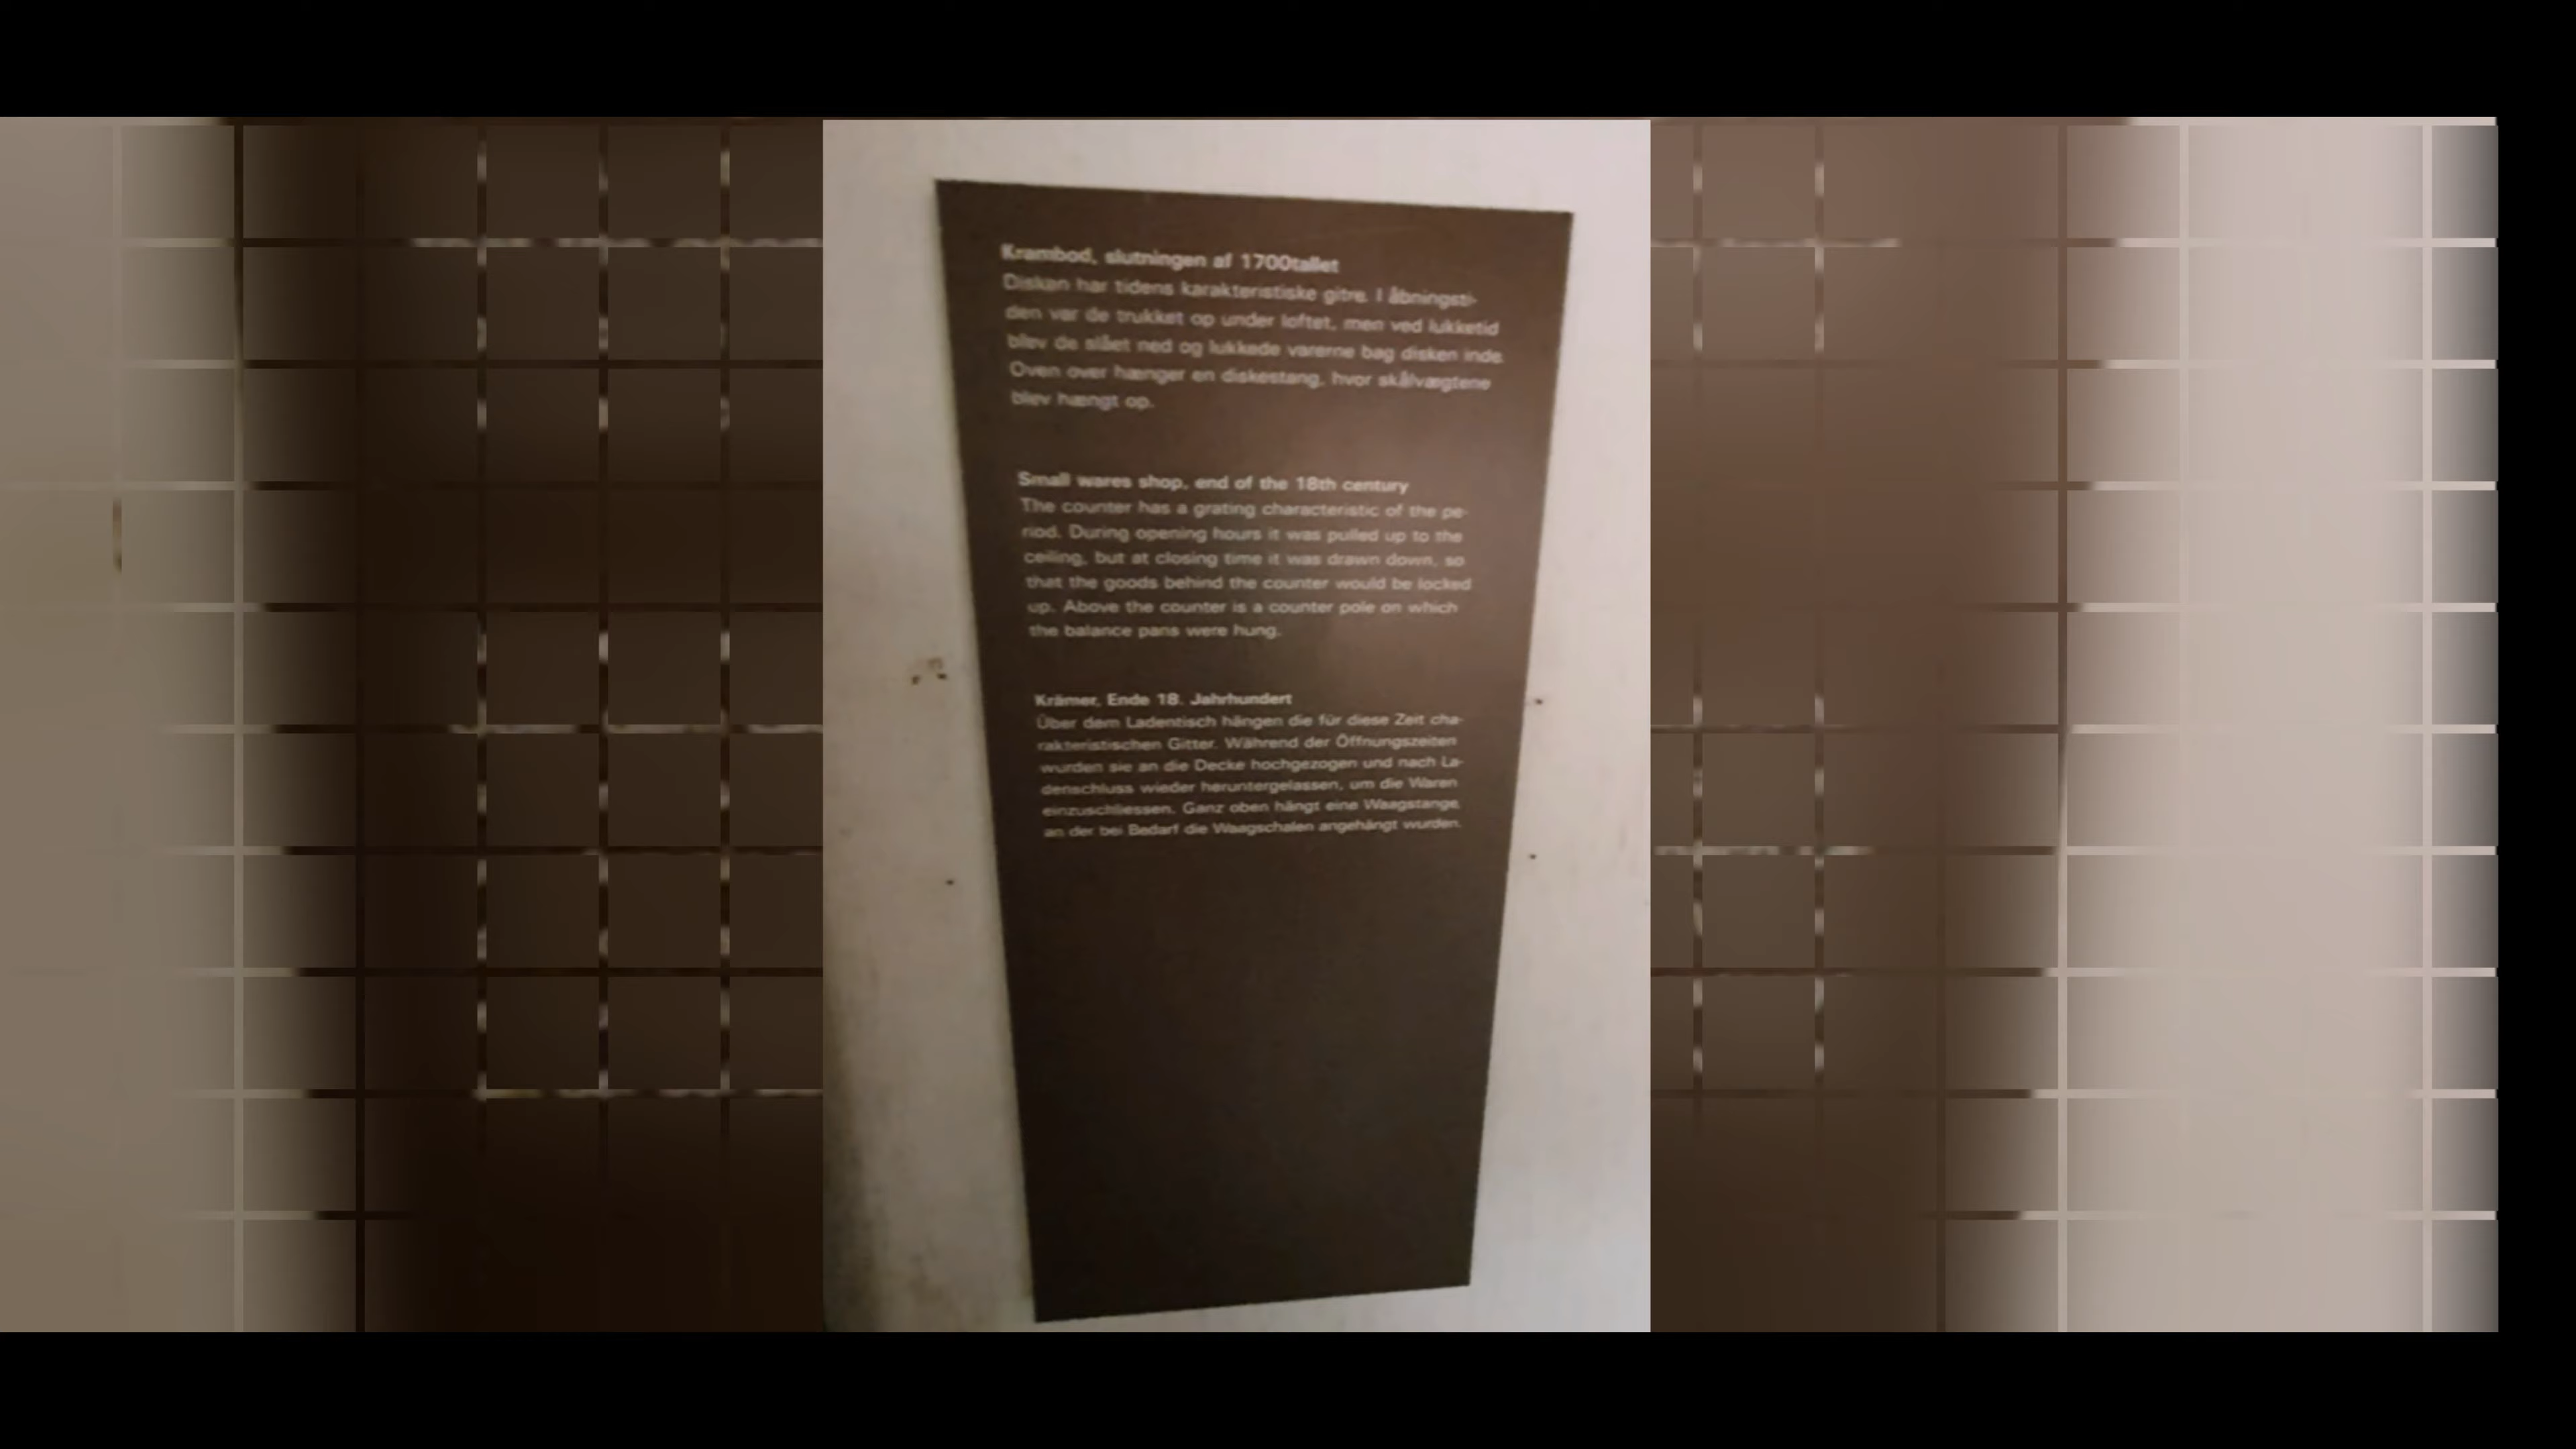 Krambod, slutningen af 1700tallet
Disken har tidens karakteristiske gitre. I åbningsti-
den var de trukket op under loftet, men ved lukketid
blev de slået ned og lukkede varerne bag disken inde.
Oven over hænger en diskestang, hvor skålvægtene
blev hængt op.
Small wares shop, end of the 18th century
The counter has a grating characteristic of the pe-
riod. During opening hours it was pulled up to the
ceiling, but at closing time it was drawn down, so
that the goods behind the counter would be locked
up. Above the counter is a counter pole on which
the balance pans were hung.
Krämer, Ende 18. Jahrhundert
Über dem Ladentisch hängen die für diese Zeit cha-
rakteristischen Gitter. Während der Öffnungszeiten
wurden sie an die Decke hochgezogen und nach La-
denschluss wieder heruntergelassen, um die Waren
einzuschliessen. Ganz oben hängt eine Waagstange,
an der bei Bedarf die Waagschalen angehängt wurden.